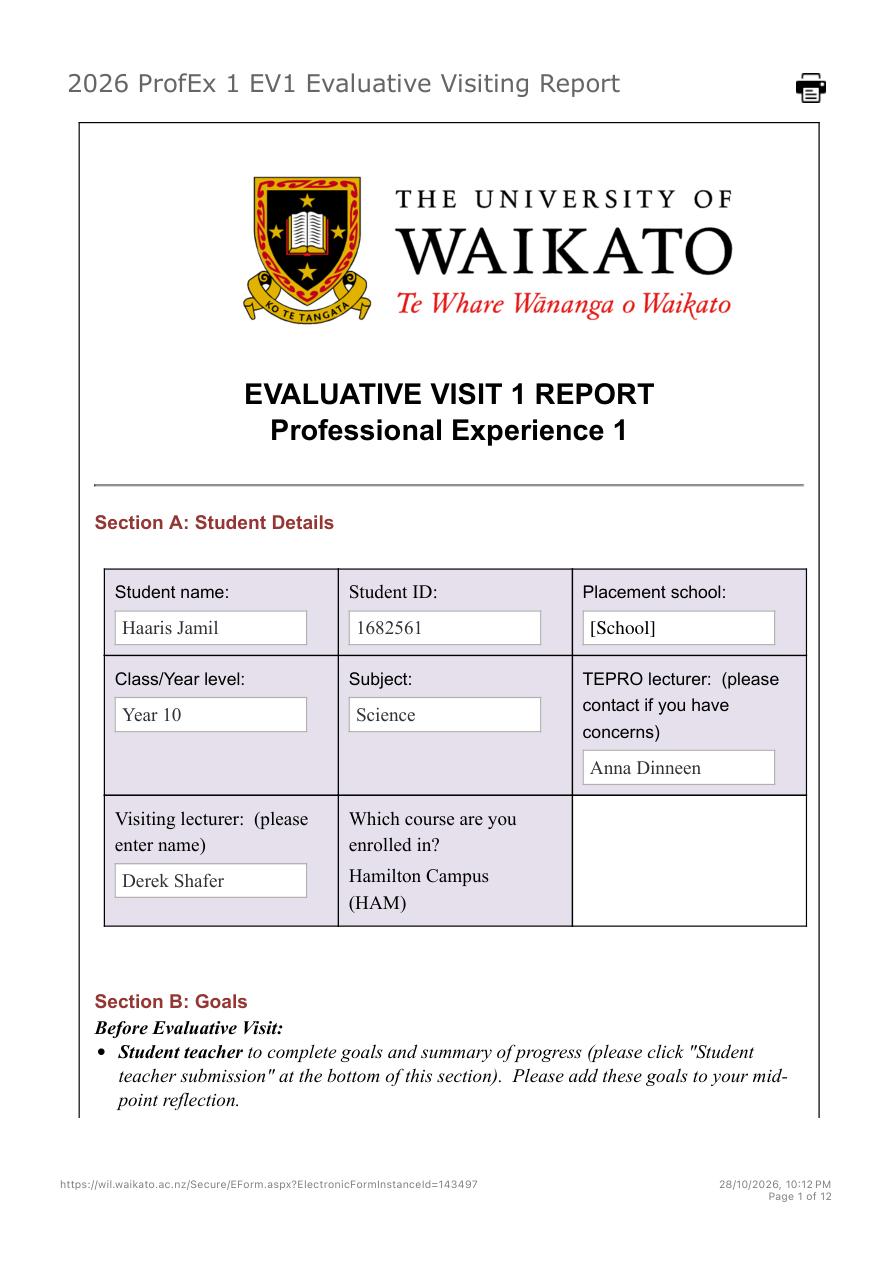 2026 ProfEx 1 EV1 Evaluative Visiting Report
THE UNIVERSITY OF
WAIKATO
Te Whare Wānanga o Waikato
KO TE TANGATA
EVALUATIVE VISIT 1 REPORT
Professional Experience 1
Section A: Student Details
Student name:
Haaris Jamil
Student ID:
1682561
Placement school:
[School]
Class/Year level:
Year 10
Subject:
Science
TEPRO lecturer:  (please
contact if you have
concerns)
Anna Dinneen
Visiting lecturer:  (please
enter name)
Derek Shafer
Which course are you
enrolled in?
Hamilton Campus
(HAM)
Section B: Goals
Before Evaluative Visit:
• Student teacher to complete goals and summary of progress (please click "Student
teacher submission" at the bottom of this section).  Please add these goals to your mid-
point reflection.
https://wil.waikato.ac.nz/Secure/EForm.aspx?ElectronicFormInstanceId=143497
28/10/2026, 10:12 PM
Page 1 of 12